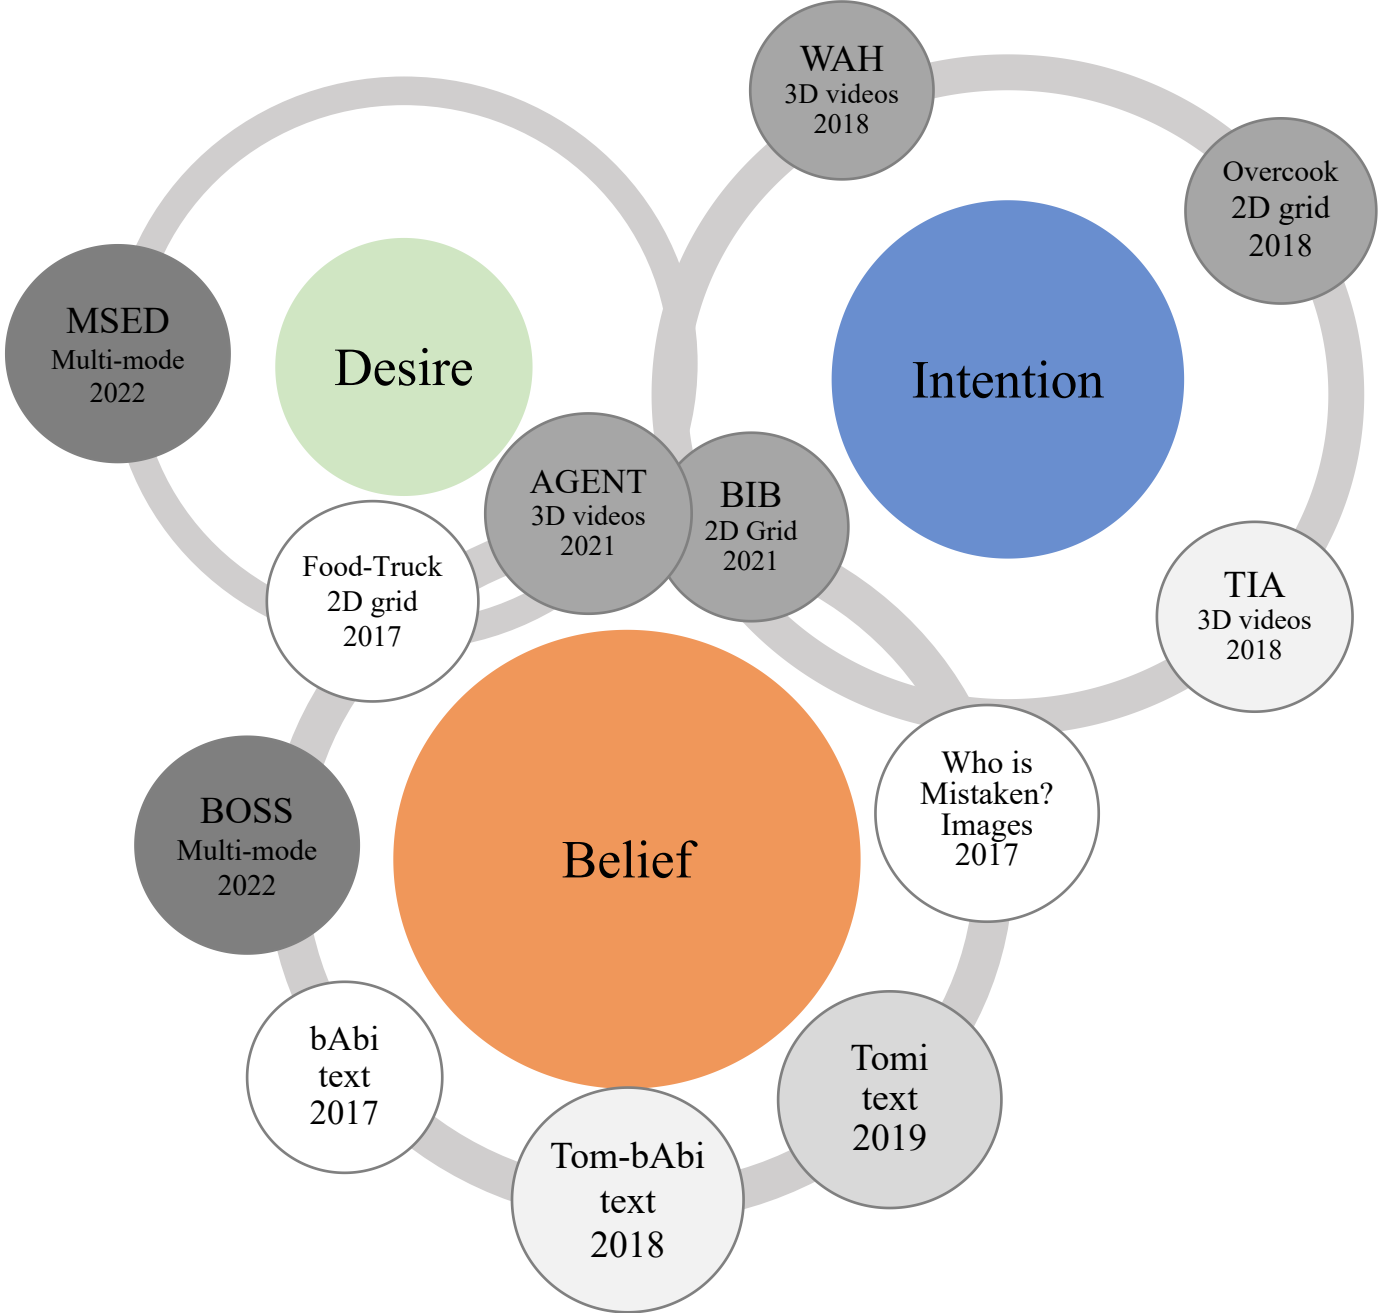 WAH
3D videos
2018
Overcook
2D grid
2018
MSED
Multi-mode
2022
Desire
Intention
AGENT
3D videos
2021
BIB
2D Grid
2021
Food-Truck
2D grid
2017
TIA
3D videos
2018
BOSS
Multi-mode
2022
Belief
Who is
Mistaken?
Images
2017
bAbi
text
2017
Tomi
text
2019
Tom-bAbi
text
2018